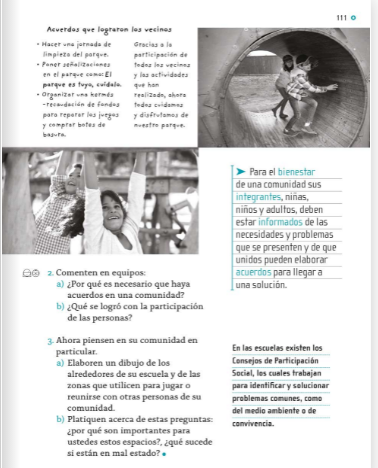 111
Acuerdos que lograron los vecinos
• Hacer una jornada de
limpieza del parque.
• Poner señalizaciones
en el parque como: El
parque es tuyo, cuídalo.
• Organizar una kermés
-recaudación de fondos
para reparar los juegos
y comprar botes de
basura.
Gracias a la
participación de
todos los vecinos
y las actividades
que han
realizado, ahora
todos cuidamos
y disfrutamos de
nuestro parque.
Para el bienestar
de una comunidad sus
integrantes, niñas,
niños y adultos, deben
estar informados de las
necesidades y problemas
que se presenten y de que
unidos pueden elaborar
acuerdos para llegar a
una solución.
2. Comenten en equipos:
a) ¿Por qué es necesario que haya
acuerdos en una comunidad?
b) ¿Qué se logró con la participación
de las personas?
3. Ahora piensen en su comunidad en
particular.
a) Elaboren un dibujo de los
alrededores de su escuela y de las
zonas que utilicen para jugar o
reunirse con otras personas de su
comunidad.
b) Platiquen acerca de estas preguntas:
¿por qué son importantes para
ustedes estos espacios?, ¿qué sucede
si están en mal estado?
En las escuelas existen los
Consejos de Participación
Social, los cuales trabajan
para identificar y solucionar
problemas comunes, como
del medio ambiente o de
convivencia.